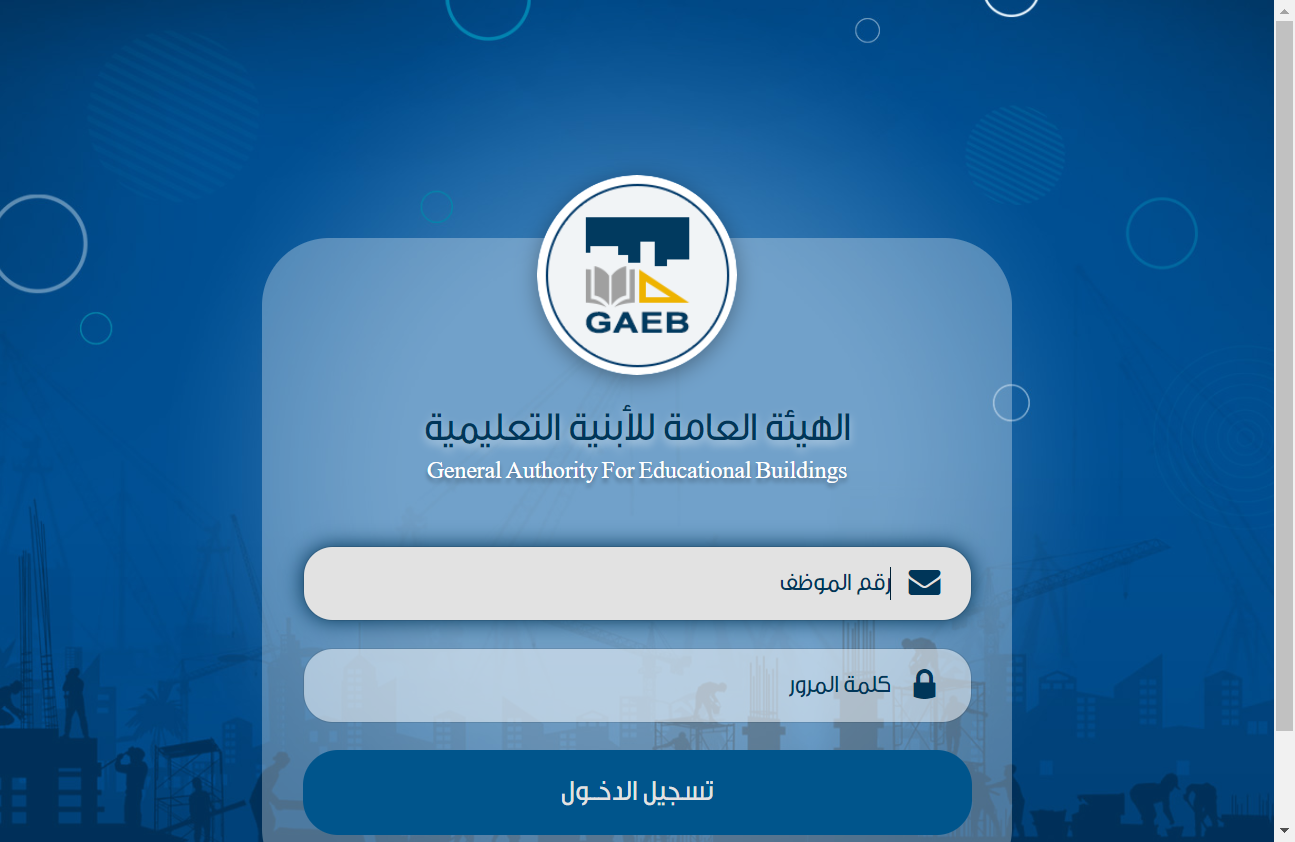 GAEB
الهيئة العامة للأبنية التعليمية
General Authority For Educational Buildings
رقم الموظف
كلمة المرور
تسجيل الدخـول